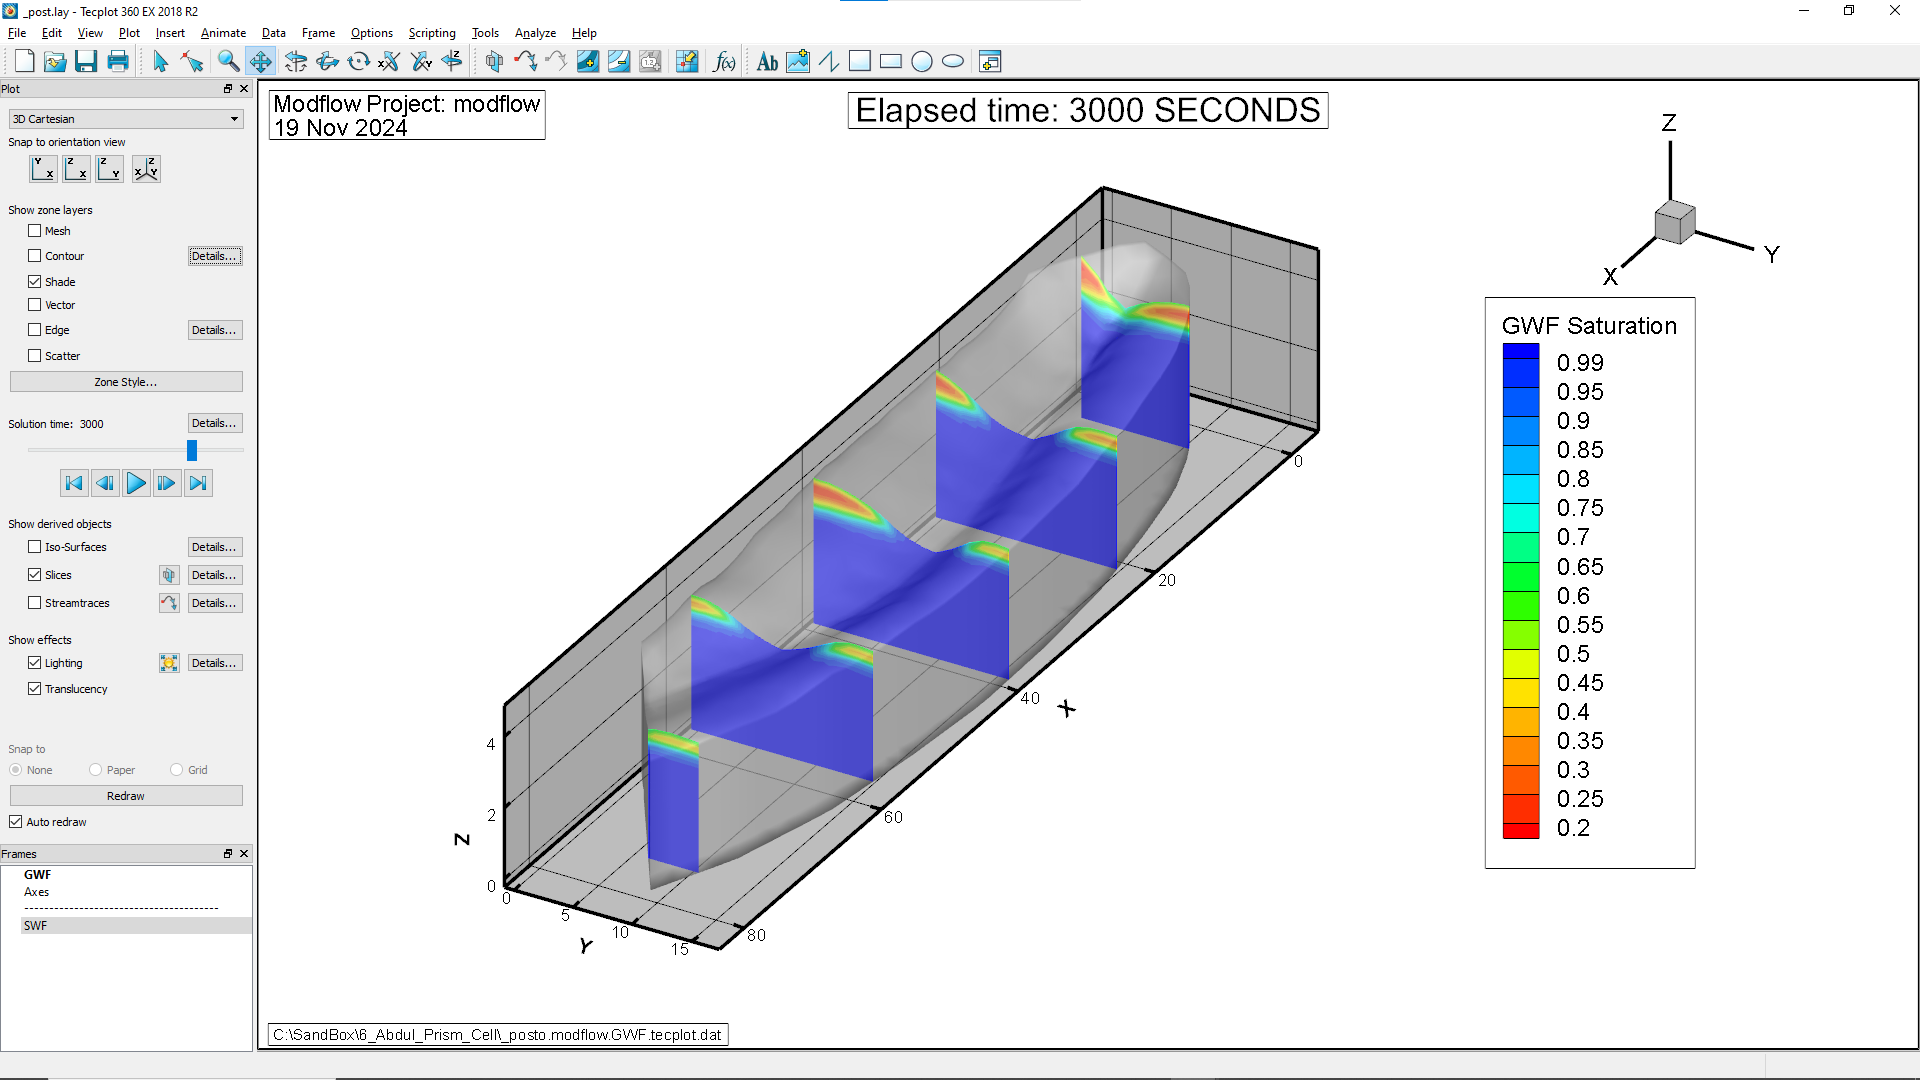 _post.lay - Tecplot 360 EX 2018 R2
File Edit View Plot Insert Animate Data Frame Options Scripting Tools Analyze Help
Plot
3D Cartesian
Snap to orientation view
Show zone layers
Mesh
Contour Details...
Shade
Vector
Edge Details...
Scatter
Zone Style...
Solution time: 3000 Details...
Show derived objects
Iso-Surfaces Details...
Slices Details...
Streamtraces Details...
Show effects
Lighting Details...
Translucency
Snap to
None Paper Grid
Redraw
Auto redraw
Frames
GWF
Axes
SWF
Modflow Project: modflow
19 Nov 2024
Elapsed time: 3000 SECONDS
Z
Y
X
GWF Saturation
0.99
0.95
0.9
0.85
0.8
0.75
0.7
0.65
0.6
0.55
0.5
0.45
0.4
0.35
0.3
0.25
0.2
0
20
40
X
60
80
4
2
Z
0
0
5
10
15
Y
C:\SandBox\6_Abdul_Prism_Cell\_posto.modflow.GWF.tecplot.dat